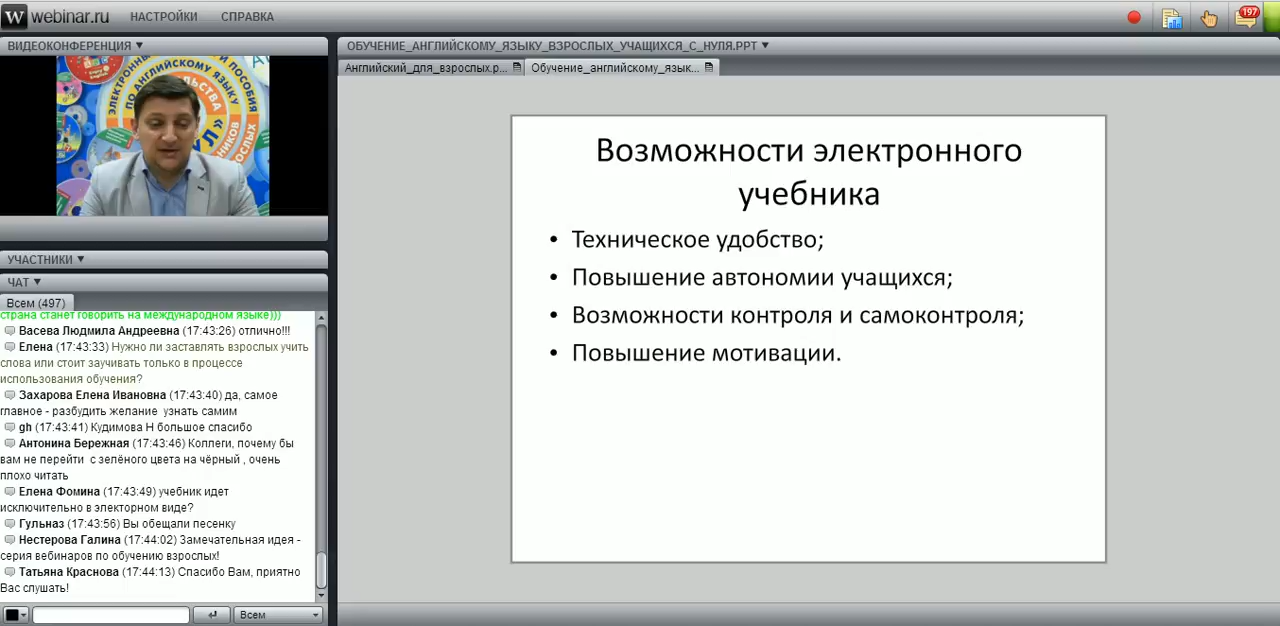 W webinar.ru НАСТРОЙКИ СПРАВКА
197
ВИДЕОКОНФЕРЕНЦИЯ
ЭЛЕКТРОННЫЕ ПОСОБИЯ
ПО АНГЛИЙСКОМУ ЯЗЫКУ
УЧАСТНИКИ
ЧАТ
Всем (497)
страна станет говорить на международном языке)))
Васева Людмила Андреевна (17:43:26) отлично!!!
Елена (17:43:33) Нужно ли заставлять взрослых учить
слова или стоит заучивать только в процессе
использования обучения?
Захарова Елена Ивановна (17:43:40) да, самое
главное - разбудить желание узнать самим
gh (17:43:41) Кудимова Н большое спасибо
Антонина Бережная (17:43:46) Коллеги, почему бы
вам не перейти с зелёного цвета на чёрный , очень
плохо читать
Елена Фомина (17:43:49) учебник идет
исключительно в электорном виде?
Гульназ (17:43:56) Вы обещали песенку
Нестерова Галина (17:44:02) Замечательная идея -
серия вебинаров по обучению взрослых!
Татьяна Краснова (17:44:13) Спасибо Вам, приятно
Вас слушать!
Всем
ОБУЧЕНИЕ_АНГЛИЙСКОМУ_ЯЗЫКУ_ВЗРОСЛЫХ_УЧАЩИХСЯ_С_НУЛЯ.PPT
Английский_для_взрослых.p... Обучение_английскому_язык...
Возможности электронного
учебника
• Техническое удобство;
• Повышение автономии учащихся;
• Возможности контроля и самоконтроля;
• Повышение мотивации.